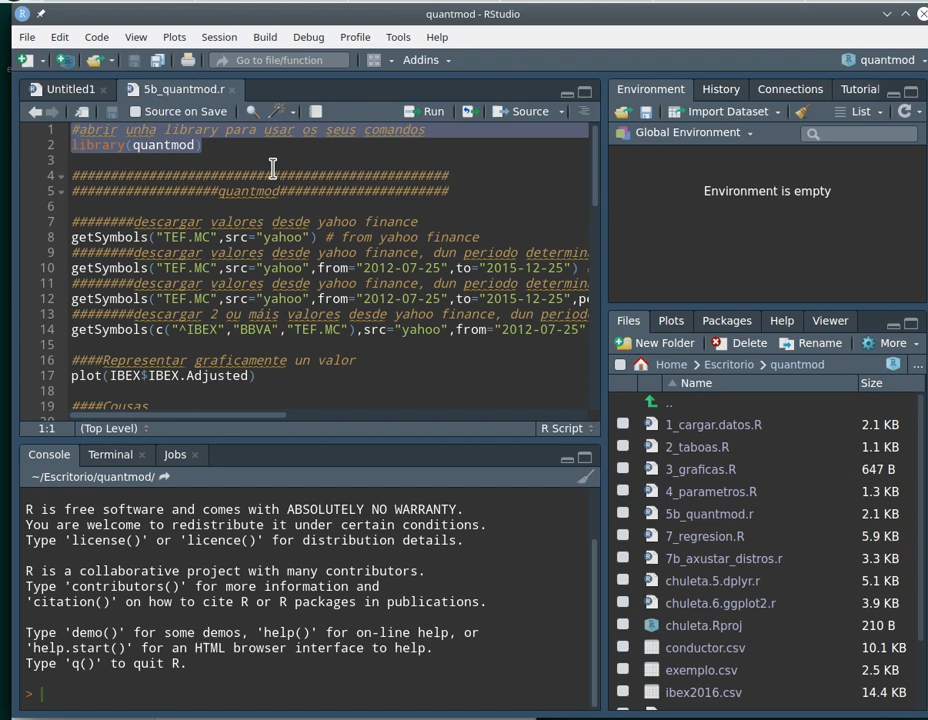 quantmod - RStudio
File Edit Code View Plots Session Build Debug Profile Tools Help
Go to file/function Addins quantmod
Untitled1 5b_quantmod.r
Source on Save Run Source
1 #abrir unha library para usar os seus comandos
2 library(quantmod)
3
4 #################################################
5 ###################quantmod######################
6
7 ########descargar valores desde yahoo finance
8 getSymbols("TEF.MC",src="yahoo") # from yahoo finance
9 ########descargar valores desde yahoo finance, dun periodo determin
10 getSymbols("TEF.MC",src="yahoo",from="2012-07-25",to="2015-12-25")
11 ########descargar valores desde yahoo finance, dun periodo determin
12 getSymbols("TEF.MC",src="yahoo",from="2012-07-25",to="2015-12-25",pe
13 ########descargar 2 ou máis valores desde yahoo finance, dun period
14 getSymbols(c("^IBEX","BBVA","TEF.MC"),src="yahoo",from="2012-07-25"
15
16 ####Representar graficamente un valor
17 plot(IBEX$IBEX.Adjusted)
18
19 ####Cousas
1:1 (Top Level) R Script
Console Terminal Jobs
~/Escritorio/quantmod/
R is free software and comes with ABSOLUTELY NO WARRANTY.
You are welcome to redistribute it under certain conditions.
Type 'license()' or 'licence()' for distribution details.
R is a collaborative project with many contributors.
Type 'contributors()' for more information and
'citation()' on how to cite R or R packages in publications.
Type 'demo()' for some demos, 'help()' for on-line help, or
'help.start()' for an HTML browser interface to help.
Type 'q()' to quit R.
>
Environment History Connections Tutorial
Import Dataset List
Global Environment
Environment is empty
Files Plots Packages Help Viewer
New Folder Delete Rename More
Home Escritorio quantmod ...
Name Size
..
1_cargar.datos.R 2.1 KB
2_taboas.R 1.1 KB
3_graficas.R 647 B
4_parametros.R 1.3 KB
5b_quantmod.r 2.1 KB
7_regresion.R 5.9 KB
7b_axustar_distros.r 3.3 KB
chuleta.5.dplyr.r 5.1 KB
chuleta.6.ggplot2.r 3.9 KB
chuleta.Rproj 210 B
conductor.csv 10.1 KB
exemplo.csv 2.5 KB
ibex2016.csv 14.4 KB